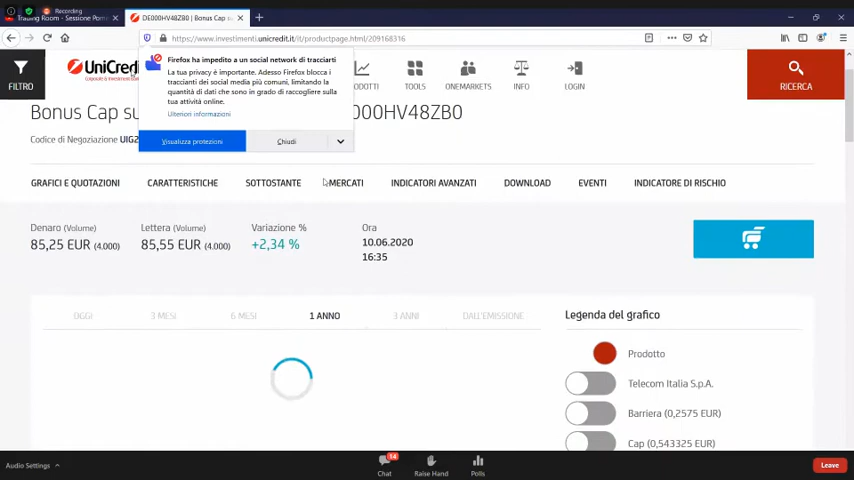 Recording
Trading Room - Sessione Pom
DE000HV48ZB0 | Bonus Cap su
https://www.investimenti.unicredit.it/it/productpage.html/209168316
Firefox ha impedito a un social network di tracciarti
La tua privacy è importante. Adesso Firefox blocca i
traccianti dei social media più comuni, limitando la
quantità di dati che sono in grado di raccogliere sulla
tua attività online.
Ulteriori informazioni
Visualizza protezioni
Chiudi
FILTRO
UniCredi
Corporate & Investment
ODOTTI
TOOLS
ONEMARKETS
INFO
LOGIN
RICERCA
Bonus Cap su
000HV48ZB0
Codice di Negoziazione UIG2
GRAFICI E QUOTAZIONI
CARATTERISTICHE
SOTTOSTANTE
MERCATI
INDICATORI AVANZATI
DOWNLOAD
EVENTI
INDICATORE DI RISCHIO
Denaro (Volume)
85,25 EUR (4.000)
Lettera (Volume)
85,55 EUR (4.000)
Variazione %
+2,34 %
Ora
10.06.2020
16:35
OGGI
3 MESI
6 MESI
1 ANNO
3 ANNI
DALL'EMISSIONE
Legenda del grafico
Prodotto
Telecom Italia S.p.A.
Barriera (0,2575 EUR)
Cap (0,543325 EUR)
Audio Settings
14
Chat
Raise Hand
Polls
Leave